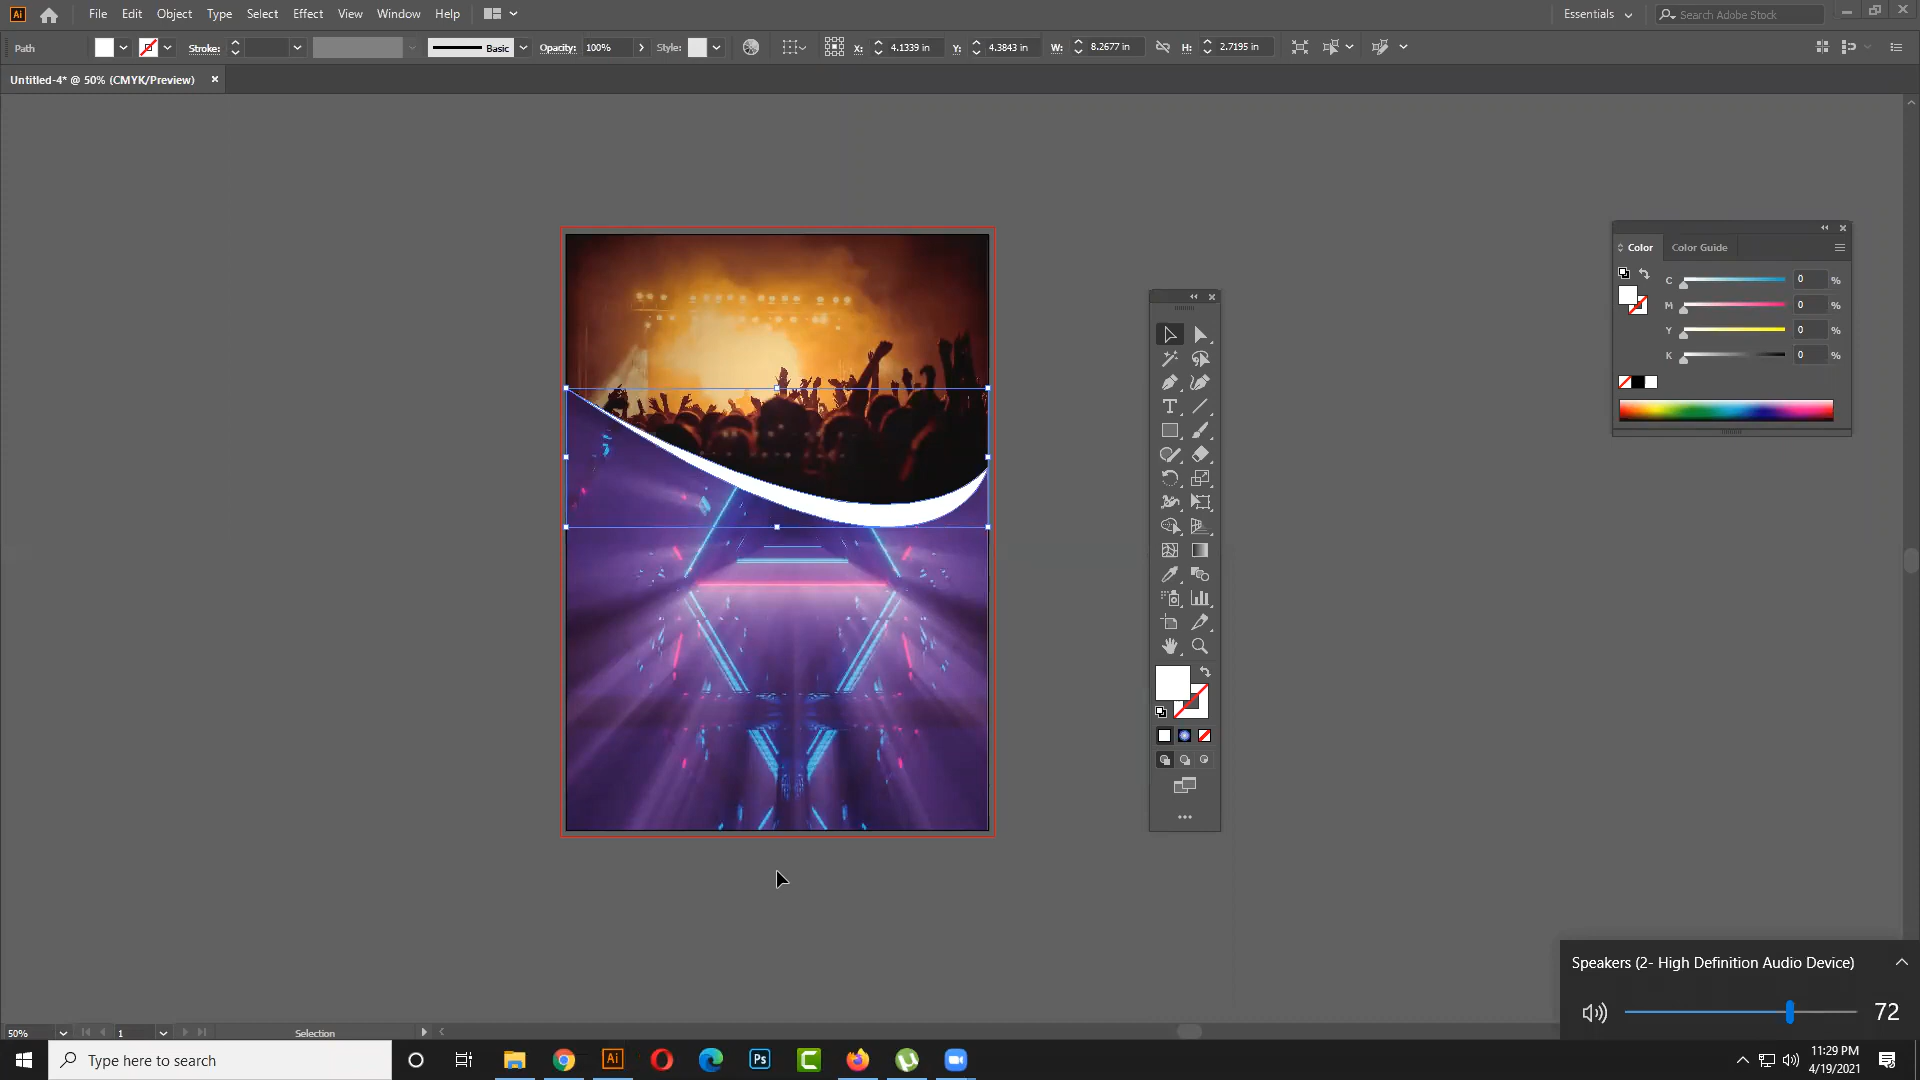 Ai File Edit Object Type Select Effect View Window Help Essentials Search Adobe Stock
Path Stroke: Basic Opacity: 100% Style: X: 4.1339 in Y: 4.3843 in W: 8.2677 in H: 2.7195 in
Untitled-4* @ 50% (CMYK/Preview)
Color Color Guide
C 0 %
M 0 %
Y 0 %
K 0 %
Speakers (2- High Definition Audio Device)
72
50% 1 Selection
Type here to search Ai Ps C 11:29 PM
4/19/2021